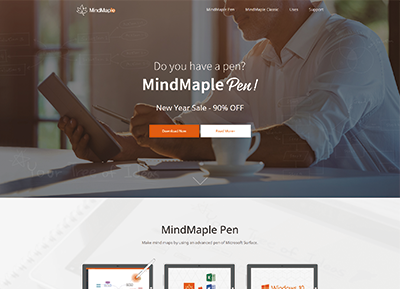 MindMaple
MindMaple Pen MindMaple Classic Uses Support
Do you have a pen?
MindMaple Pen!
New Year Sale - 90% OFF
Download Now Read More
MindMaple Pen
Make mind maps by using an advanced pen of Microsoft Surface.
Windows 10